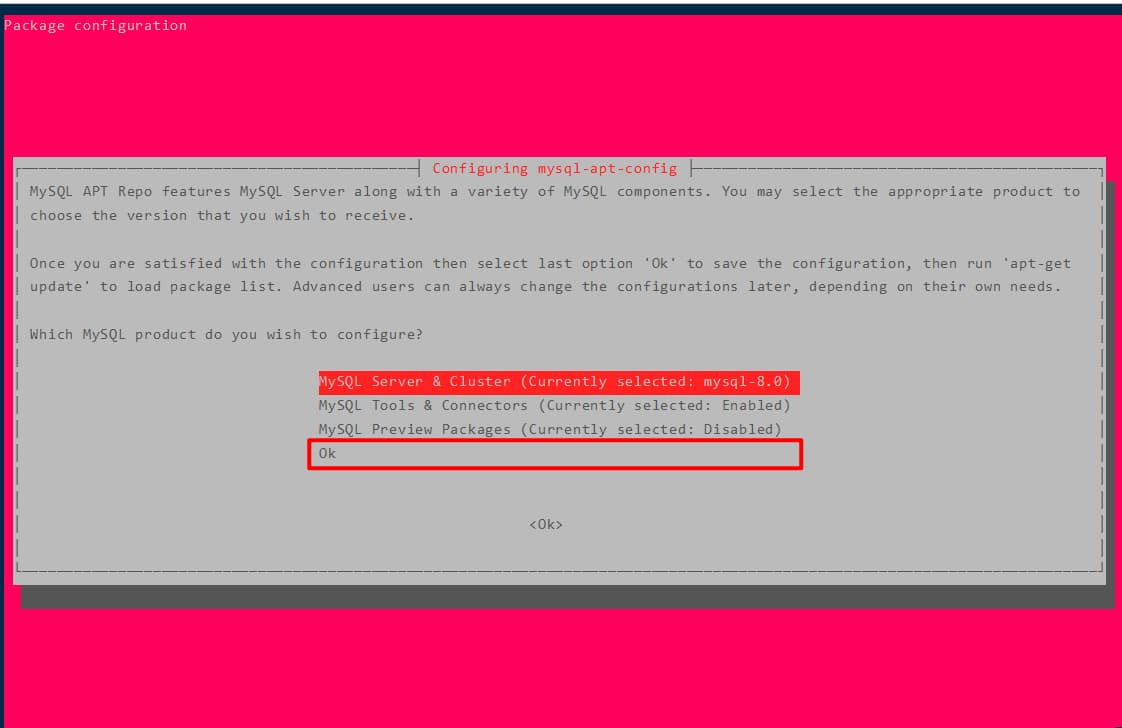 Package configuration
Configuring mysql-apt-config
MySQL APT Repo features MySQL Server along with a variety of MySQL components. You may select the appropriate product to
choose the version that you wish to receive.
Once you are satisfied with the configuration then select last option 'Ok' to save the configuration, then run 'apt-get
update' to load package list. Advanced users can always change the configurations later, depending on their own needs.
Which MySQL product do you wish to configure?
MySQL Server & Cluster (Currently selected: mysql-8.0)
MySQL Tools & Connectors (Currently selected: Enabled)
MySQL Preview Packages (Currently selected: Disabled)
Ok
<Ok>